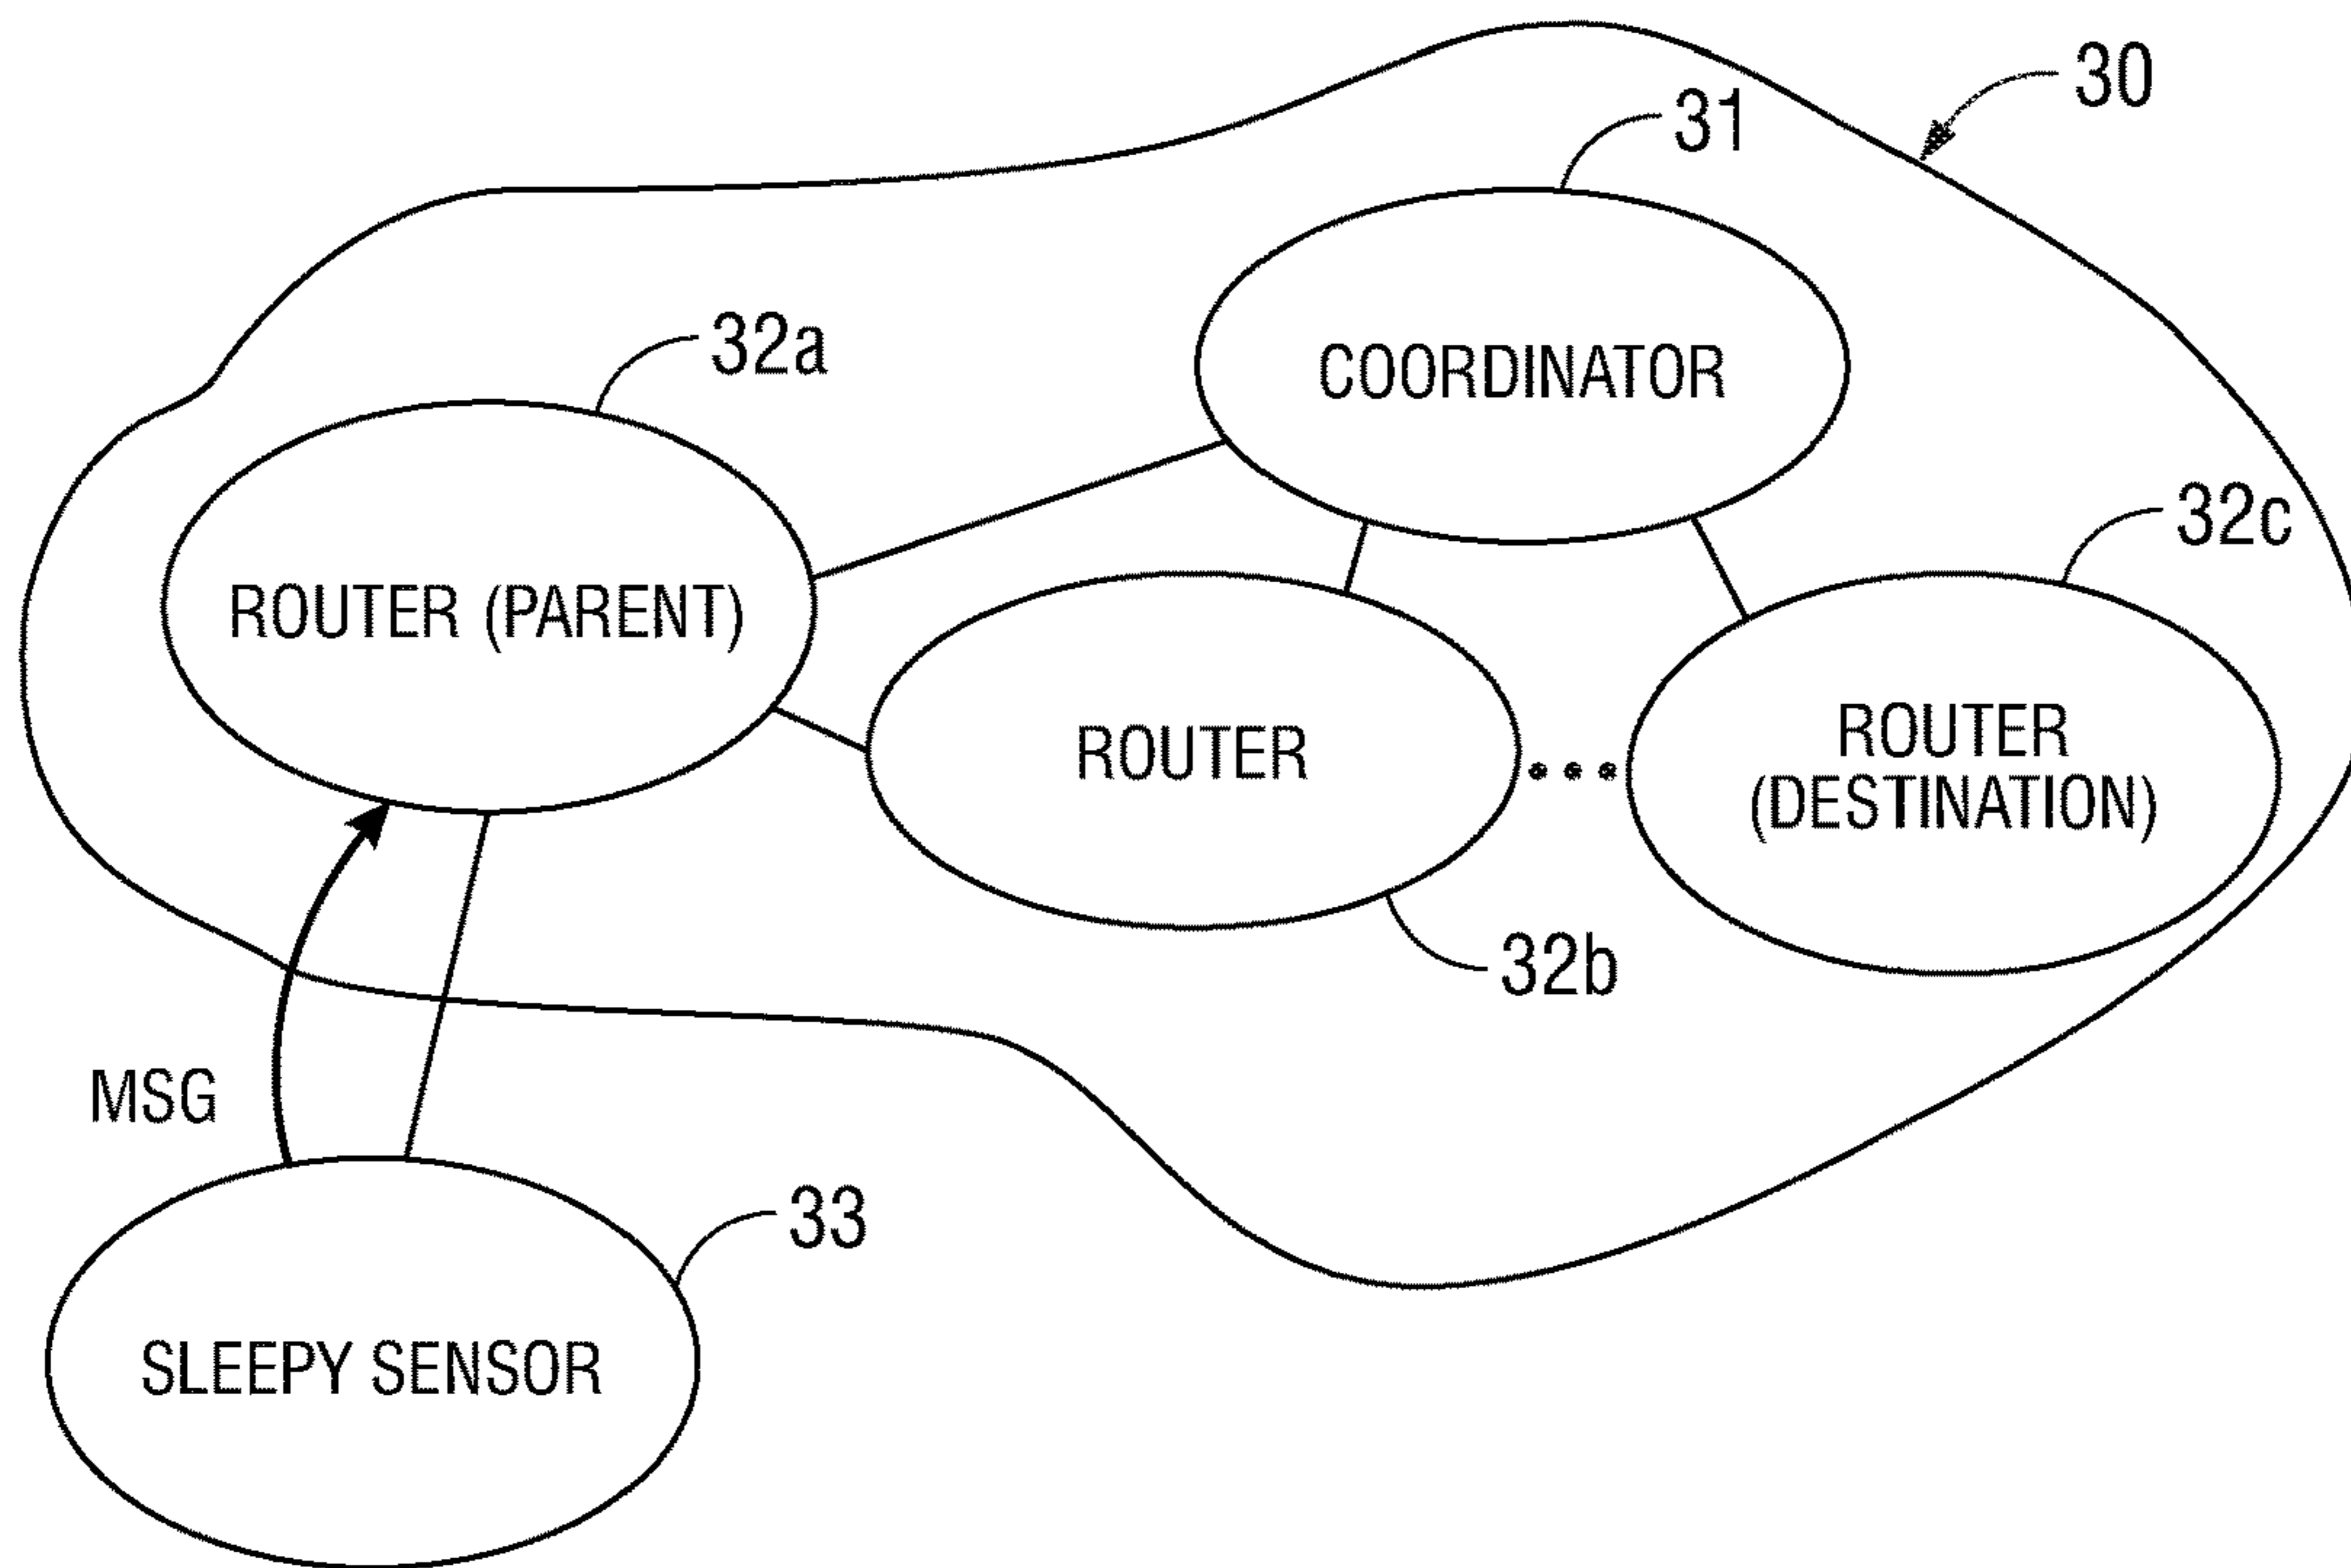 30
31
32a
COORDINATOR
32c
ROUTER (PARENT)
ROUTER
ROUTER
(DESTINATION)
32b
MSG
33
SLEEPY SENSOR